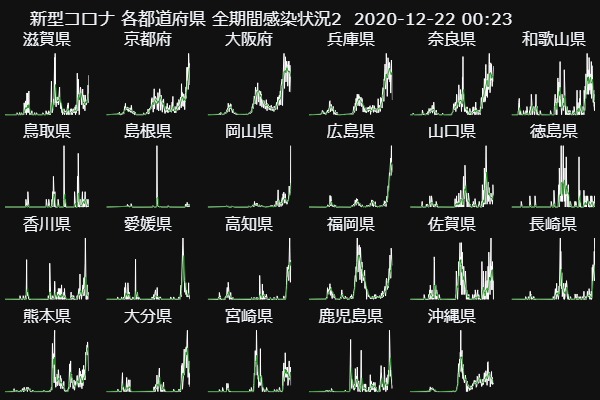 新型コロナ 各都道府県 全期間感染状況2 2020-12-22 00:23
滋賀県 京都府 大阪府 兵庫県 奈良県 和歌山県
鳥取県 島根県 岡山県 広島県 山口県 徳島県
香川県 愛媛県 高知県 福岡県 佐賀県 長崎県
熊本県 大分県 宮崎県 鹿児島県 沖縄県